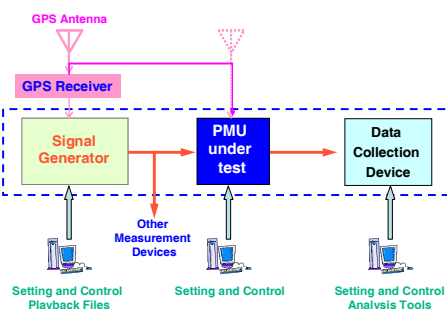 GPS Antenna
GPS Receiver
Signal
Generator
PMU
under
test
Data
Collection
Device
Other
Measurement
Devices
Setting and Control
Playback Files
Setting and Control
Setting and Control
Analysis Tools